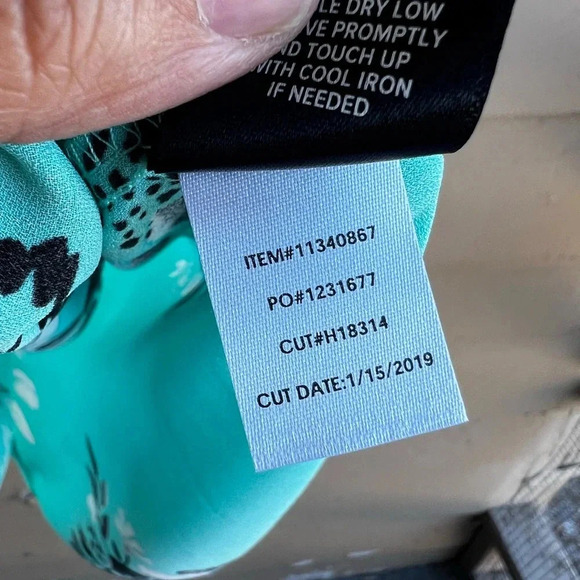 DRY LOW
PROMPTLY
TOUCH UP
WITH COOL IRON
IF NEEDED
ITEM#11340867
PO#1231677
CUT#H18314
CUT DATE:1/15/2019